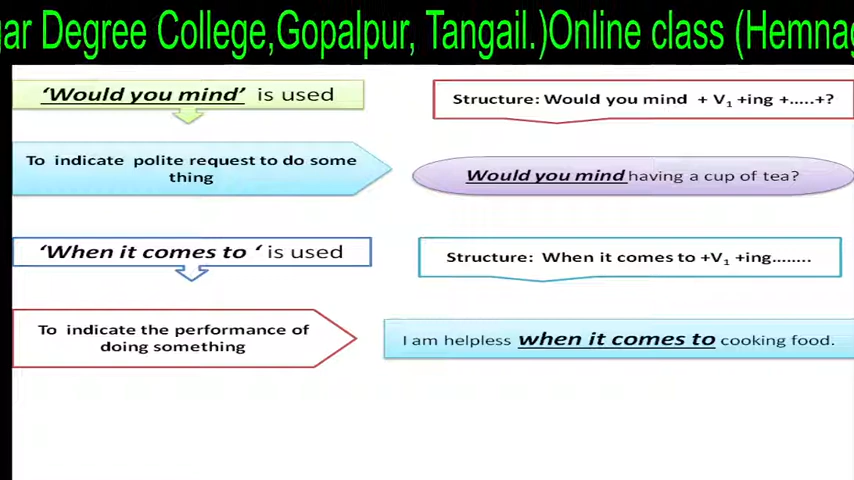 gar Degree College,Gopalpur, Tangail.)Online class (Hemnag
‘Would you mind’ is used
Structure: Would you mind + V₁ +ing +.....+?
To indicate polite request to do some
thing
Would you mind having a cup of tea?
‘When it comes to ‘ is used
Structure: When it comes to +V₁ +ing........
To indicate the performance of
doing something
I am helpless when it comes to cooking food.